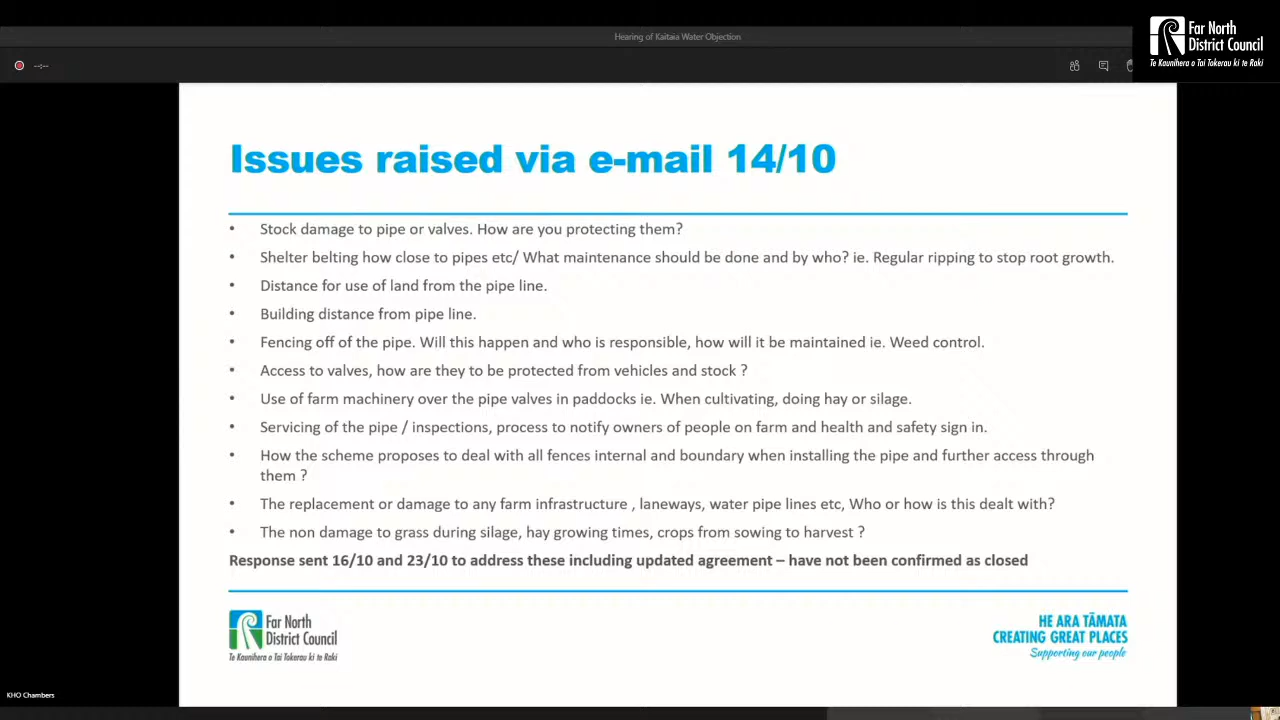 Hearing of Kaitaia Water Objection
Far North
District Council
Te Kaunihera o Tai Tokerau ki te Raki
Issues raised via e-mail 14/10
• Stock damage to pipe or valves. How are you protecting them?
• Shelter belting how close to pipes etc/ What maintenance should be done and by who? ie. Regular ripping to stop root growth.
• Distance for use of land from the pipe line.
• Building distance from pipe line.
• Fencing off of the pipe. Will this happen and who is responsible, how will it be maintained ie. Weed control.
• Access to valves, how are they to be protected from vehicles and stock ?
• Use of farm machinery over the pipe valves in paddocks ie. When cultivating, doing hay or silage.
• Servicing of the pipe / inspections, process to notify owners of people on farm and health and safety sign in.
• How the scheme proposes to deal with all fences internal and boundary when installing the pipe and further access through
them ?
• The replacement or damage to any farm infrastructure , laneways, water pipe lines etc, Who or how is this dealt with?
• The non damage to grass during silage, hay growing times, crops from sowing to harvest ?
Response sent 16/10 and 23/10 to address these including updated agreement – have not been confirmed as closed
Far North
District Council
Te Kaunihera o Tai Tokerau ki te Raki
HE ARA TĀMATA
CREATING GREAT PLACES
Supporting our people
KHO Chambers